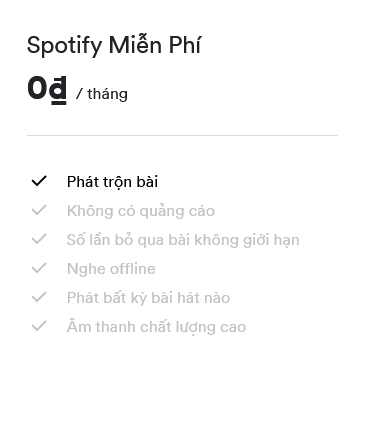 Spotify Miễn Phí
0₫ / tháng
Phát trộn bài
Không có quảng cáo
Số lần bỏ qua bài không giới hạn
Nghe offline
Phát bất kỳ bài hát nào
Âm thanh chất lượng cao